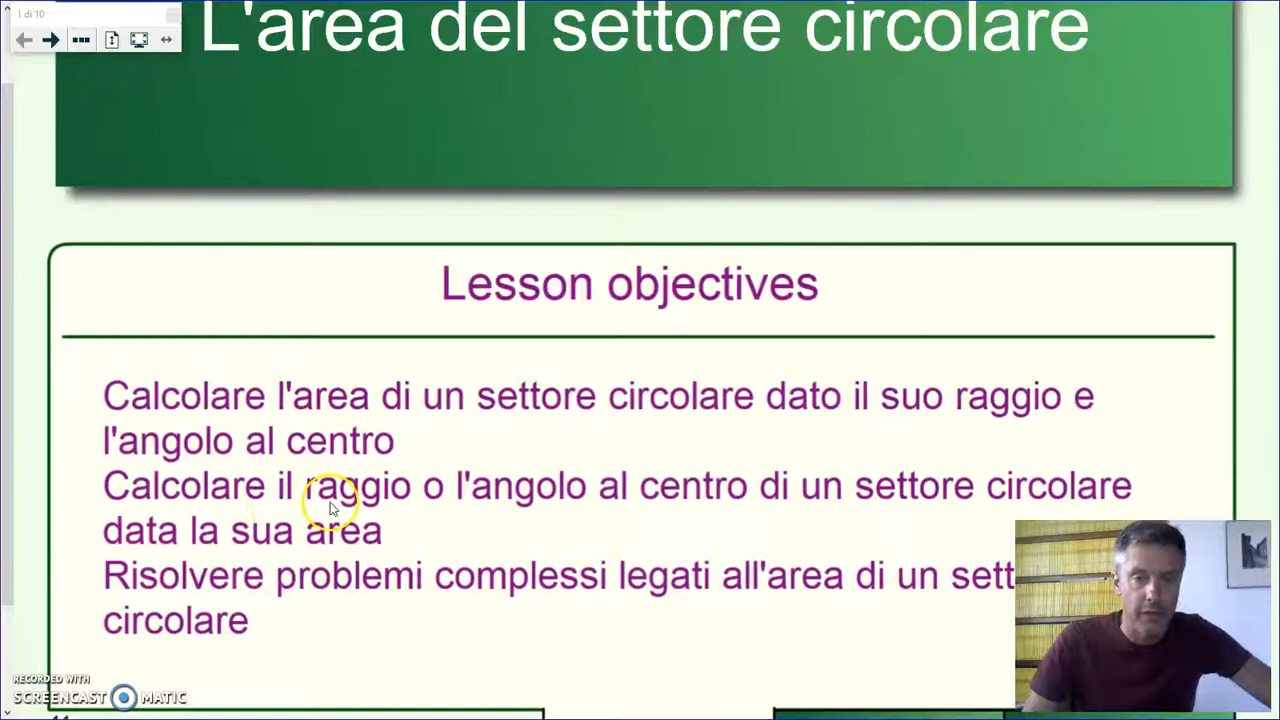 1 di 10
L'area del settore circolare
Lesson objectives
Calcolare l'area di un settore circolare dato il suo raggio e
l'angolo al centro
Calcolare il raggio o l'angolo al centro di un settore circolare
data la sua area
Risolvere problemi complessi legati all'area di un sett
circolare
RECORDED WITH
SCREENCAST MATIC